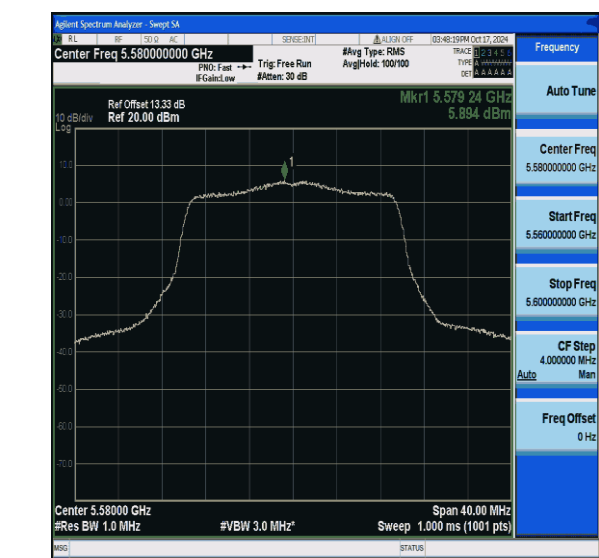 Agilent Spectrum Analyzer - Swept SA
RL RF 50 Ω AC SENSE:INT ALIGN OFF 03:48:19PM Oct 17, 2024
Center Freq 5.580000000 GHz
#Avg Type: RMS
TRACE 1 2 3 4 5 6
PNO: Fast
Trig: Free Run
Avg|Hold: 100/100
TYPE
IFGain:Low
#Atten: 30 dB
DET A A A A A A
Frequency
Auto Tune
Ref Offset 13.33 dB
Mkr1 5.579 24 GHz
10 dB/div Ref 20.00 dBm
5.894 dBm
Log
1
10.0
0.00
-10.0
-20.0
-30.0
-40.0
-50.0
-60.0
-70.0
Center Freq
5.580000000 GHz
Start Freq
5.560000000 GHz
Stop Freq
5.600000000 GHz
CF Step
4.000000 MHz
Auto Man
Freq Offset
0 Hz
Center 5.58000 GHz Span 40.00 MHz
#Res BW 1.0 MHz #VBW 3.0 MHz* Sweep 1.000 ms (1001 pts)
MSG STATUS